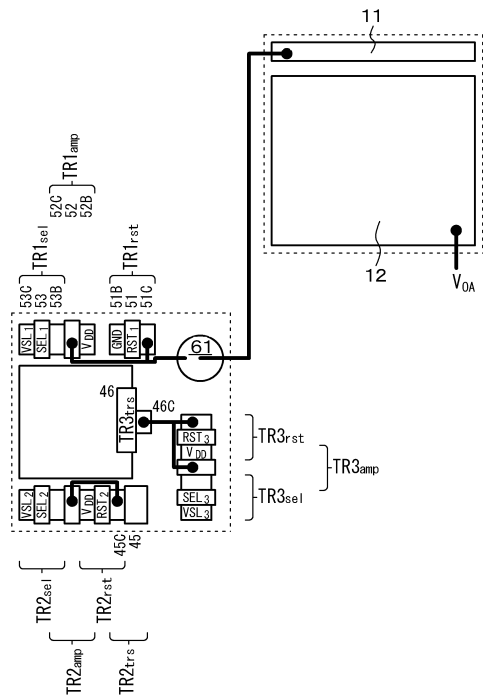 11
12
V0A
TR1amp
52C
52
52B
TR1sel
53C
53
53B
TR1rst
51B
51
51C
VSL1
SEL1
VDD
GND
RST1
61
46
TR3trs
46C
RST3
VDD
SEL3
VSL3
TR3rst
TR3amp
TR3sel
VSL2
SEL2
VDD
RST2
45C
45
TR2sel
TR2rst
TR2amp
TR2trs